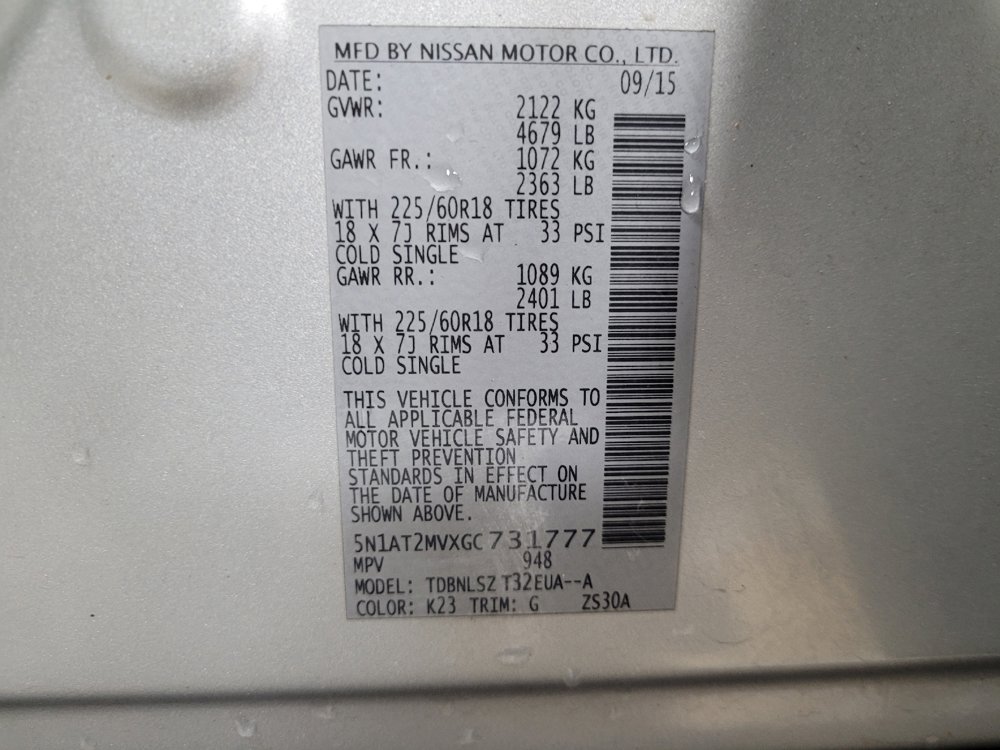 MFD BY NISSAN MOTOR CO., LTD.
DATE: 09/15
GVWR: 2122 KG
4679 LB
GAWR FR.: 1072 KG
2363 LB
WITH 225/60R18 TIRES
18 X 7J RIMS AT 33 PSI
COLD SINGLE
GAWR RR.: 1089 KG
2401 LB
WITH 225/60R18 TIRES
18 X 7J RIMS AT 33 PSI
COLD SINGLE
THIS VEHICLE CONFORMS TO
ALL APPLICABLE FEDERAL
MOTOR VEHICLE SAFETY AND
THEFT PREVENTION
STANDARDS IN EFFECT ON
THE DATE OF MANUFACTURE
SHOWN ABOVE.
5N1AT2MVXGC731777
MPV 948
MODEL: TDBNLSZ T32EUA--A
COLOR: K23 TRIM: G ZS30A